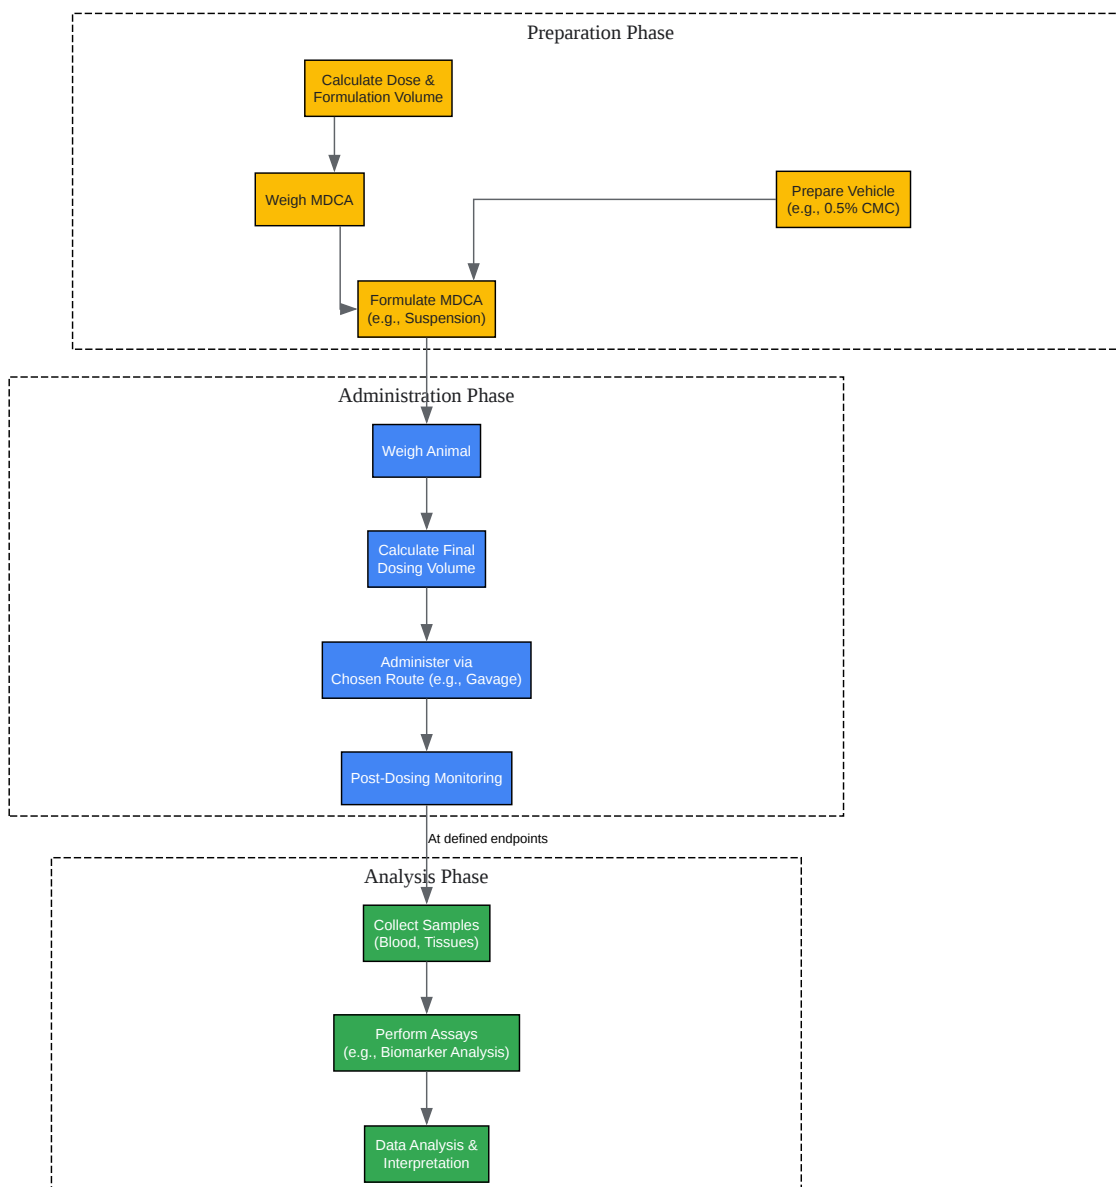 Preparation Phase
Calculate Dose &
Formulation Volume
Weigh MDCA
Prepare Vehicle
(e.g., 0.5% CMC)
Formulate MDCA
(e.g., Suspension)
Administration Phase
Weigh Animal
Calculate Final
Dosing Volume
Administer via
Chosen Route (e.g., Gavage)
Post-Dosing Monitoring
At defined endpoints
Analysis Phase
Collect Samples
(Blood, Tissues)
Perform Assays
(e.g., Biomarker Analysis)
Data Analysis &
Interpretation